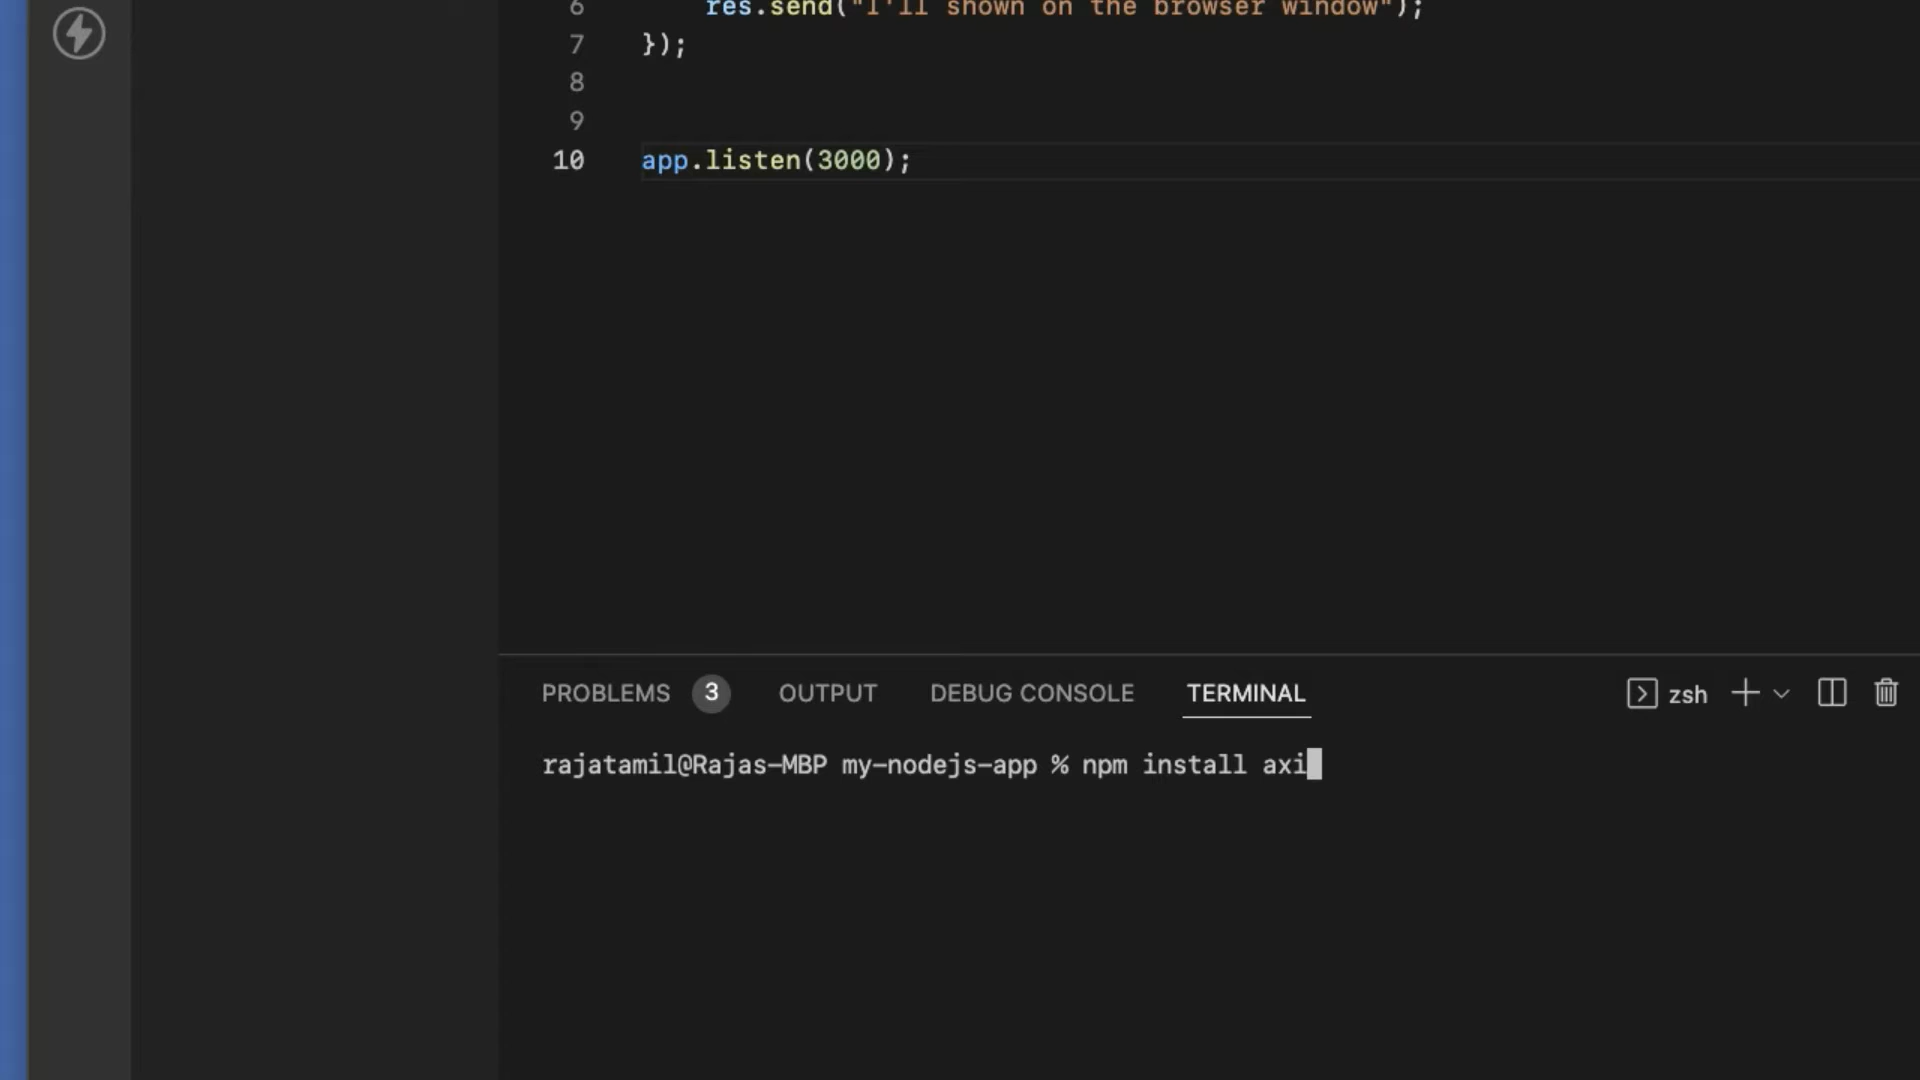 6 res.send("I'll shown on the browser window");
7 });
8
9
10 app.listen(3000);
PROBLEMS 3 OUTPUT DEBUG CONSOLE TERMINAL zsh
rajatamil@Rajas-MBP my-nodejs-app % npm install axi